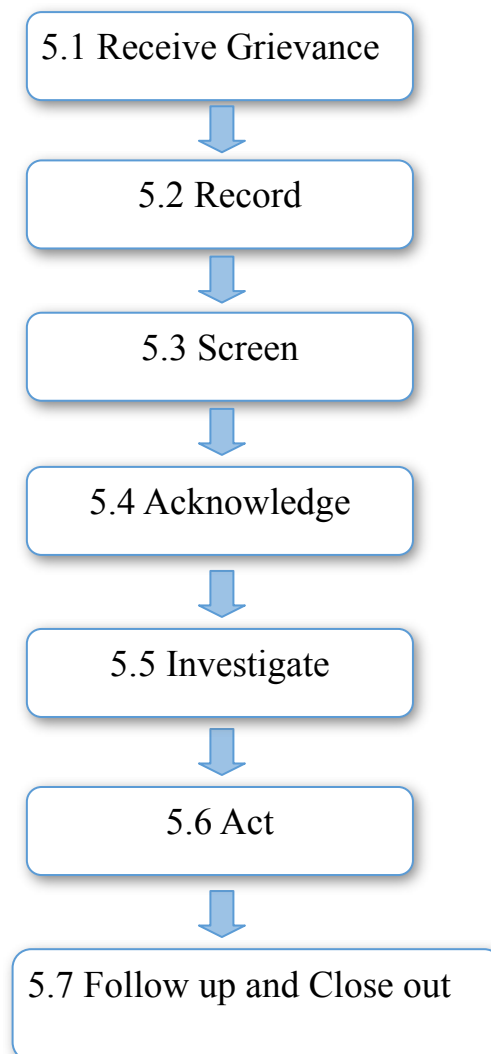 5.1 Receive Grievance
5.2 Record
5.3 Screen
5.4 Acknowledge
5.5 Investigate
5.6 Act
5.7 Follow up and Close out